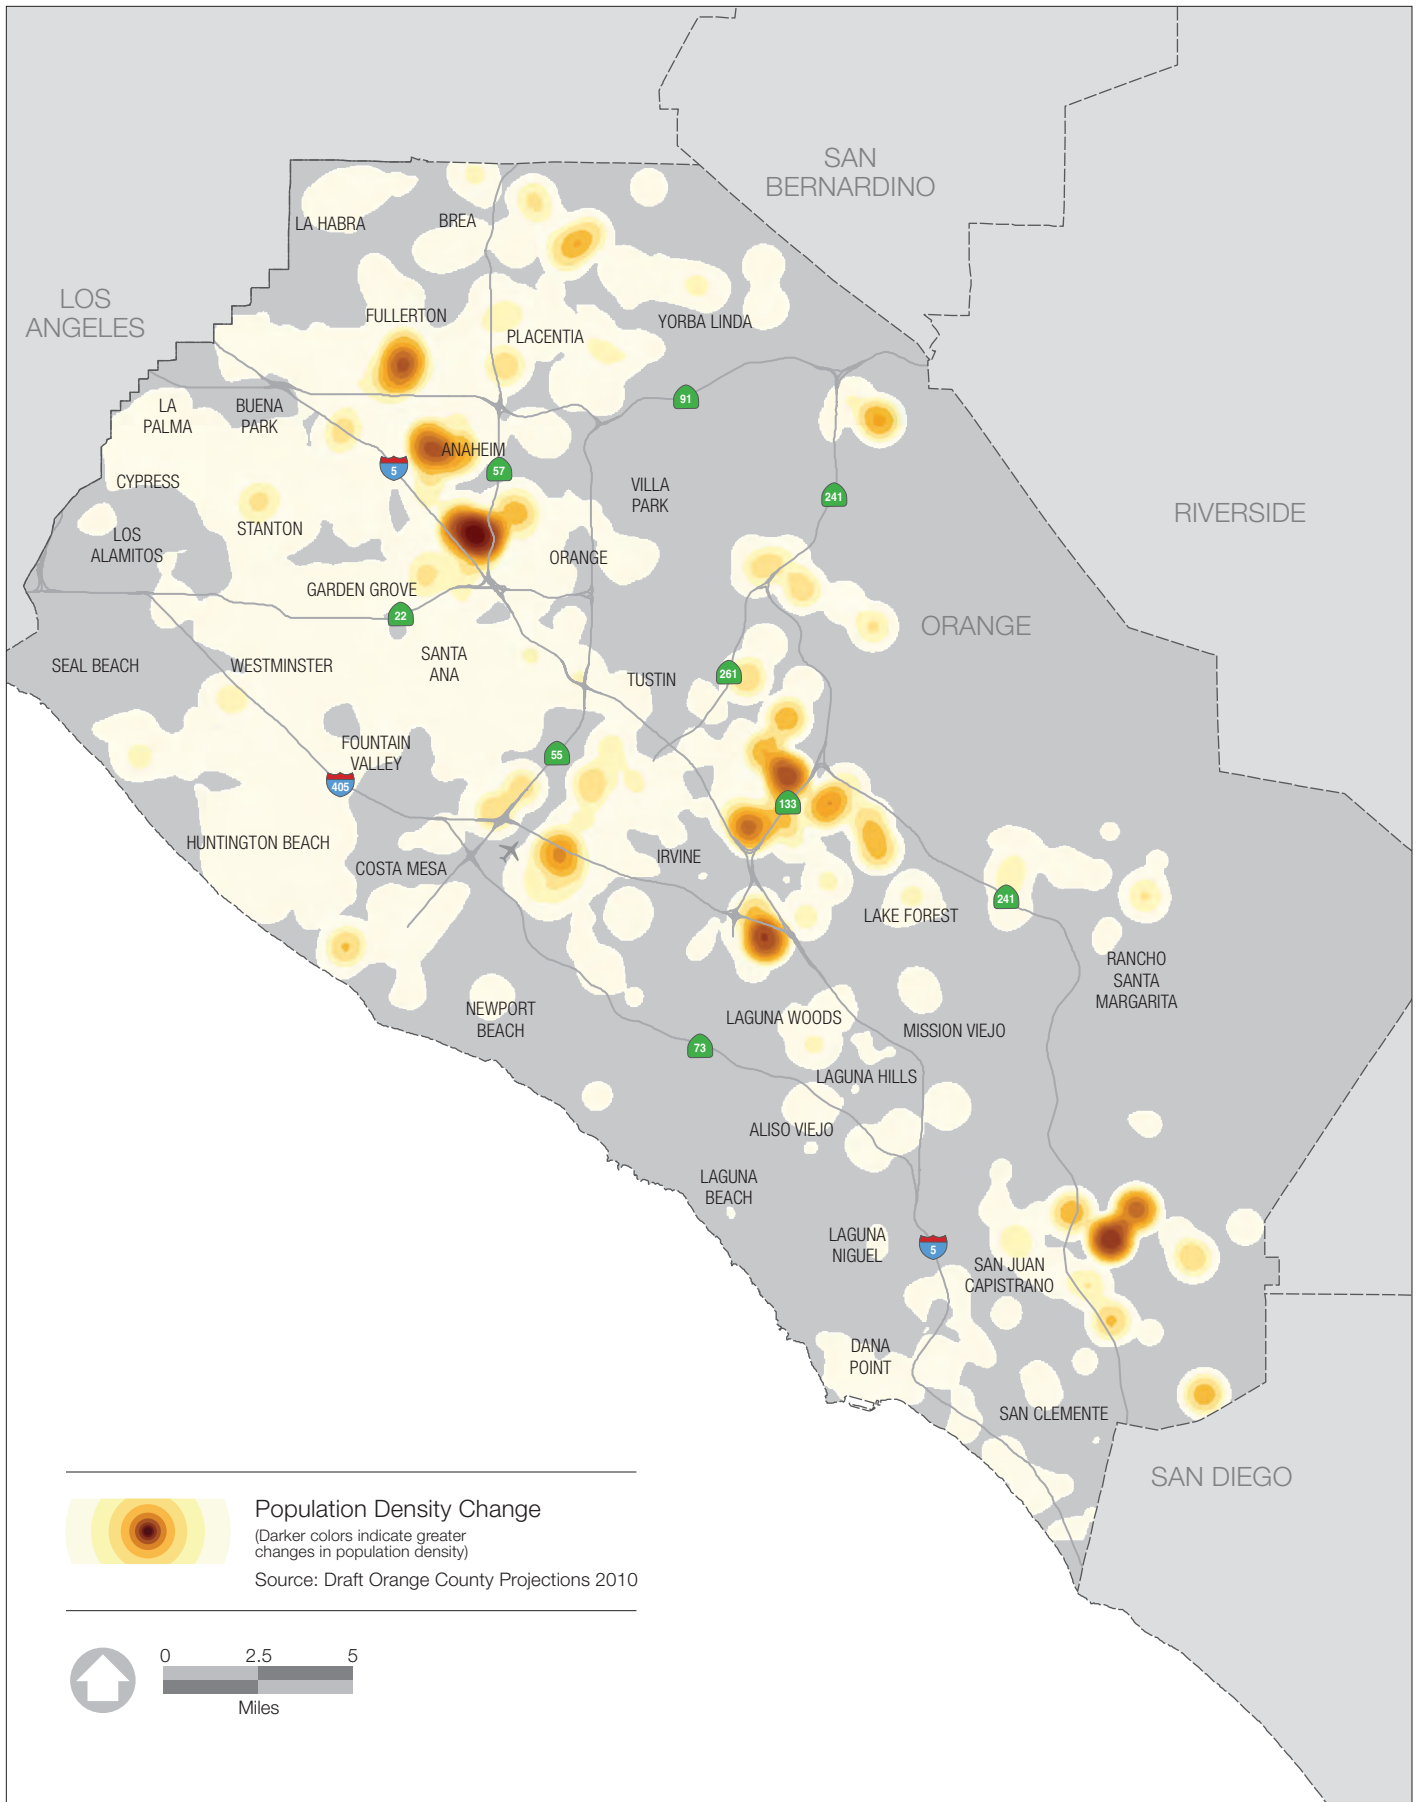 SAN
BERNARDINO
LA HABRA
BREA
LOS
ANGELES
FULLERTON
PLACENTIA
YORBA LINDA
91
LA
PALMA
BUENA
PARK
ANAHEIM
5
57
CYPRESS
VILLA
PARK
241
RIVERSIDE
LOS
ALAMITOS
STANTON
ORANGE
GARDEN GROVE
22
ORANGE
SEAL BEACH
WESTMINSTER
SANTA
ANA
TUSTIN
261
FOUNTAIN
VALLEY
55
405
133
HUNTINGTON BEACH
COSTA MESA
IRVINE
LAKE FOREST
241
RANCHO
SANTA
MARGARITA
NEWPORT
BEACH
LAGUNA WOODS
MISSION VIEJO
73
LAGUNA HILLS
ALISO VIEJO
LAGUNA
BEACH
LAGUNA
NIGUEL
5
SAN JUAN
CAPISTRANO
DANA
POINT
SAN CLEMENTE
SAN DIEGO
Population Density Change
(Darker colors indicate greater
changes in population density)
Source: Draft Orange County Projections 2010
0 2.5 5
Miles